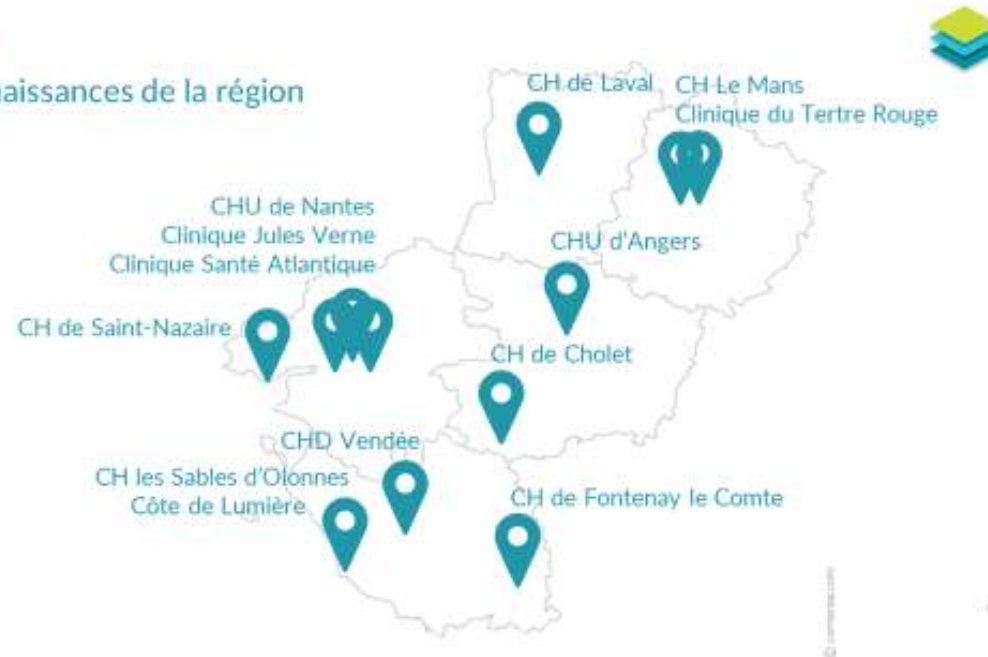 naissances de la région
CH de Laval
CH Le Mans
Clinique du Tertre Rouge
CHU de Nantes
Clinique Jules Verne
Clinique Santé Atlantique
CHU d'Angers
CH de Saint-Nazaire
CH de Cholet
CHD Vendée
CH les Sables d'Olonnes
Côte de Lumière
CH de Fontenay le Comte